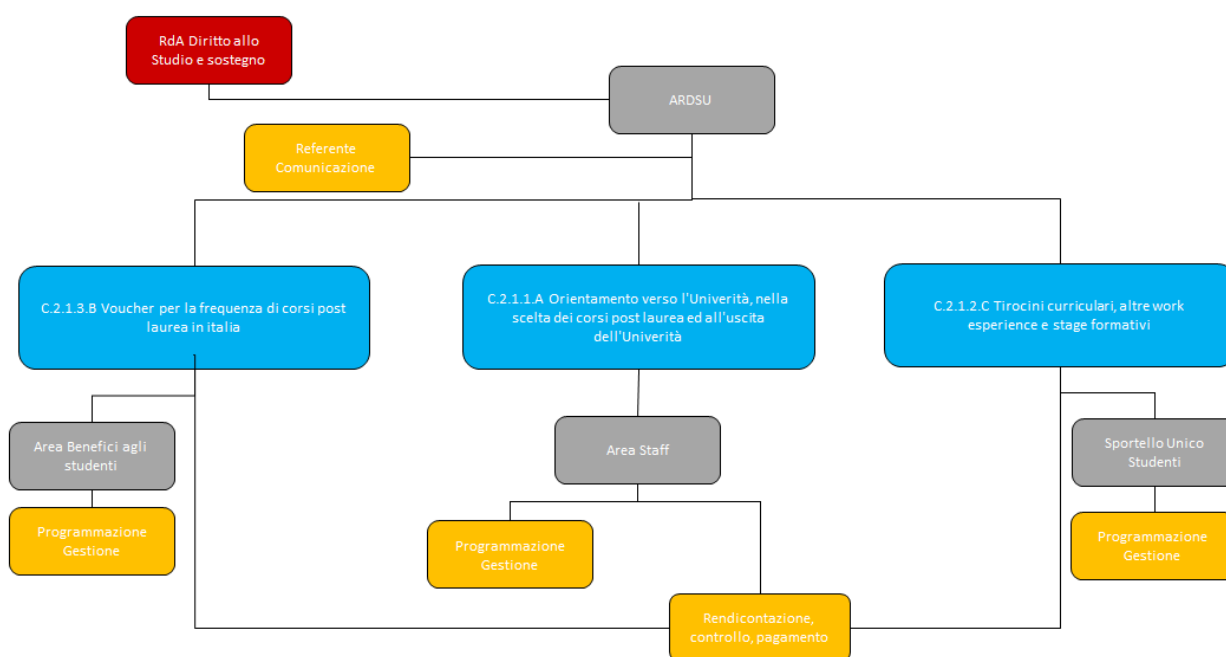 RdA Diritto allo
Studio e sostegno
ARDSU
Referente
Comunicazione
C.2.1.3.B Voucher per la frequenza di corsi post
laurea in italia
C.2.1.1.A Orientamento verso l'Univerità, nella
scelta dei corsi post laurea ed all'uscita
dell'Univerità
C.2.1.2.C Tirocini curriculari, altre work
esperience e stage formativi
Area Benefici agli
studenti
Area Staff
Sportello Unico
Studenti
Programmazione
Gestione
Programmazione
Gestione
Programmazione
Gestione
Rendicontazione,
controllo, pagamento